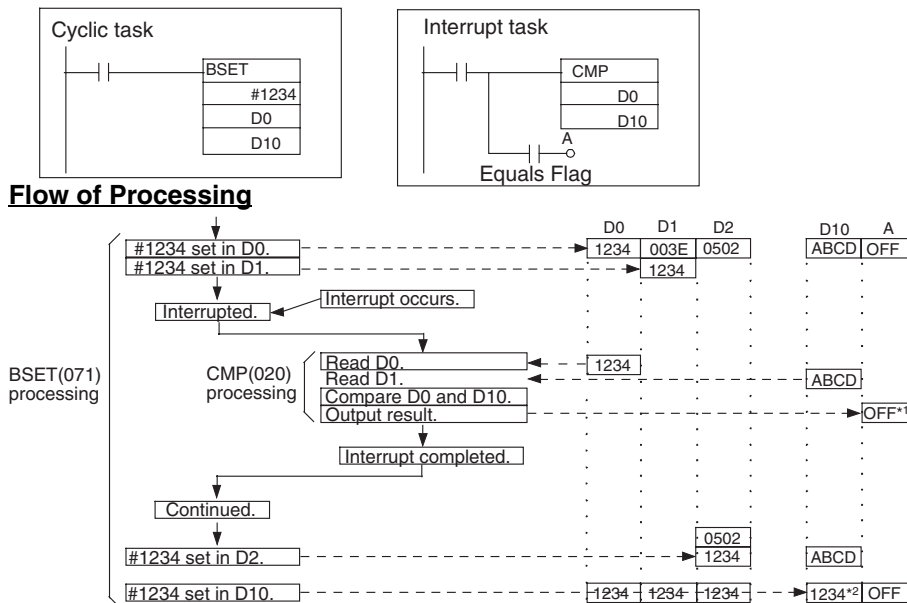 Cyclic task
BSET
#1234
D0
D10
Interrupt task
CMP
D0
D10
A
Equals Flag
Flow of Processing
D0 D1 D2 D10 A
#1234 set in D0. 1234 003E 0502 ABCD OFF
#1234 set in D1. 1234
Interrupt occurs.
Interrupted.
BSET(071)
processing
CMP(020)
processing
Read D0. 1234
Read D1. ABCD
Compare D0 and D10.
Output result. OFF*1
Interrupt completed.
Continued.
0502
#1234 set in D2. 1234 ABCD
#1234 set in D10. 1234 1234 1234 1234*2 OFF